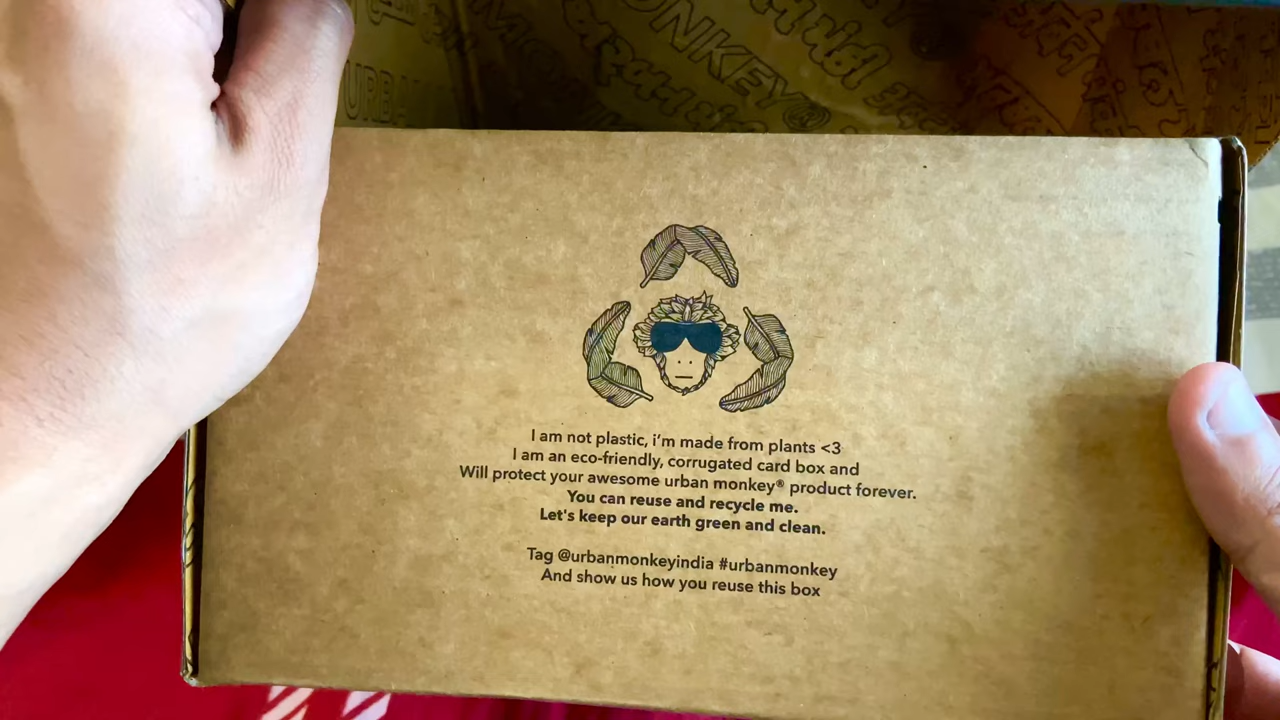 URBA
ONKEY®
I am not plastic, i'm made from plants <3
I am an eco-friendly, corrugated card box and
Will protect your awesome urban monkey® product forever.
You can reuse and recycle me.
Let's keep our earth green and clean.
Tag @urbanmonkeyindia #urbanmonkey
And show us how you reuse this box